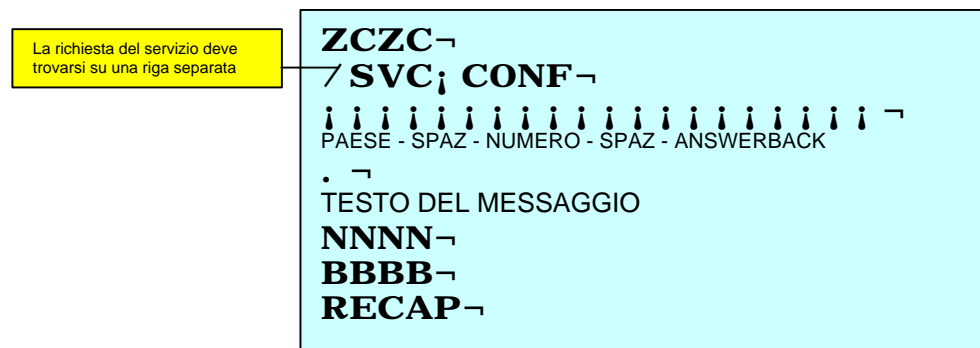 La richiesta del servizio deve
trovarsi su una riga separata
ZCZC¬
/ SVC¡ CONF¬
¡ ¡ ¡ ¡ ¡ ¡ ¡ ¡ ¡ ¡ ¡ ¡ ¡ ¡ ¡ ¡ ¡ ¡ ¡ ¡ ¬
PAESE - SPAZ - NUMERO - SPAZ - ANSWERBACK
. ¬
TESTO DEL MESSAGGIO
NNNN¬
BBBB¬
RECAP¬